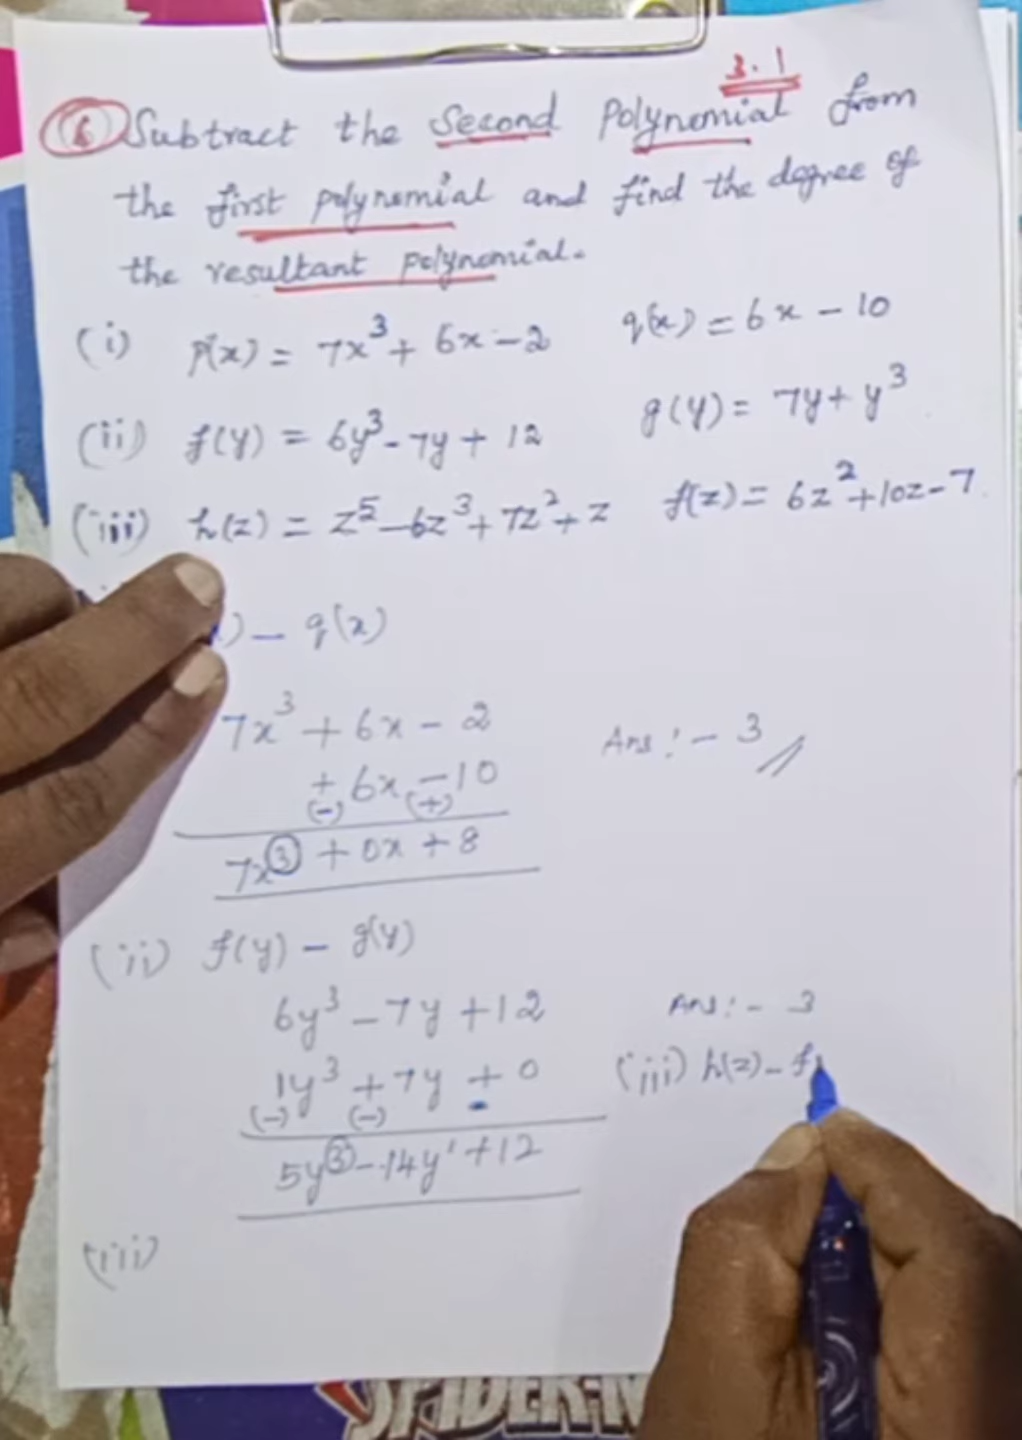 3.1
(6) Subtract the Second Polynomial from
the first polynomial and find the degree of
the resultant polynomial.
(i) p(x) = 7x³ + 6x - 2 q(x) = 6x - 10
(ii) f(y) = 6y³ - 7y + 12 g(y) = 7y + y³
(iii) h(z) = z⁵ - 6z³ + 7z² + z f(z) = 6z² + 10z - 7
) - q(x)
7x³ + 6x - 2 Ans :- 3 //
+ 6x - 10
(-) (+)
7x³ + 0x + 8
(ii) f(y) - g(y)
6y³ - 7y + 12 Ans :- 3
1y³ + 7y + 0 (iii) h(z) - f
(-) (-)
5y³ - 14y¹ + 12
(iii)
SPIDER-M